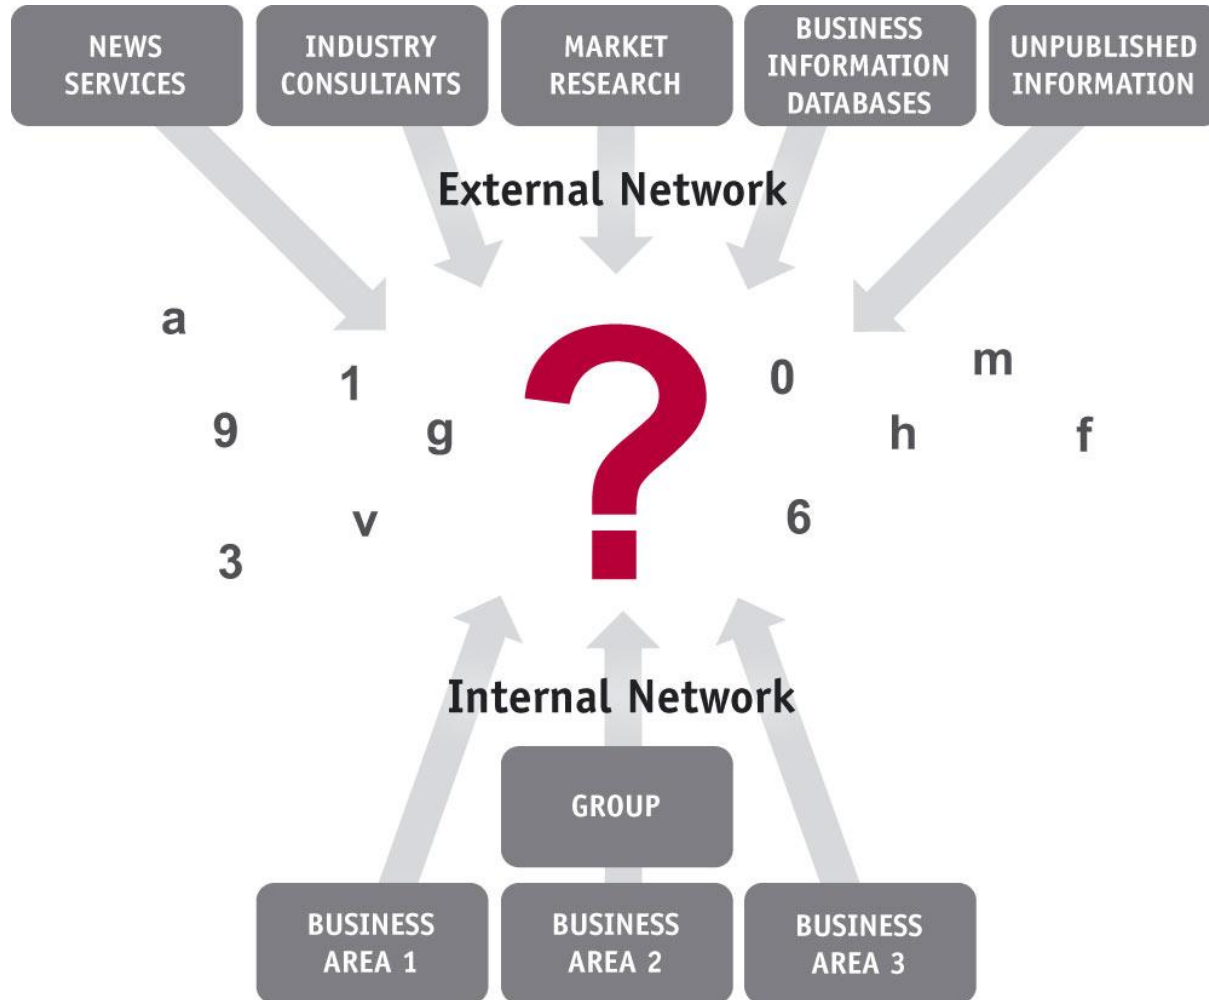 NEWS
SERVICES
INDUSTRY
CONSULTANTS
MARKET
RESEARCH
BUSINESS
INFORMATION
DATABASES
UNPUBLISHED
INFORMATION
External Network
a
1
9
g
v
3
?
0
m
h
f
6
Internal Network
GROUP
BUSINESS
AREA 1
BUSINESS
AREA 2
BUSINESS
AREA 3